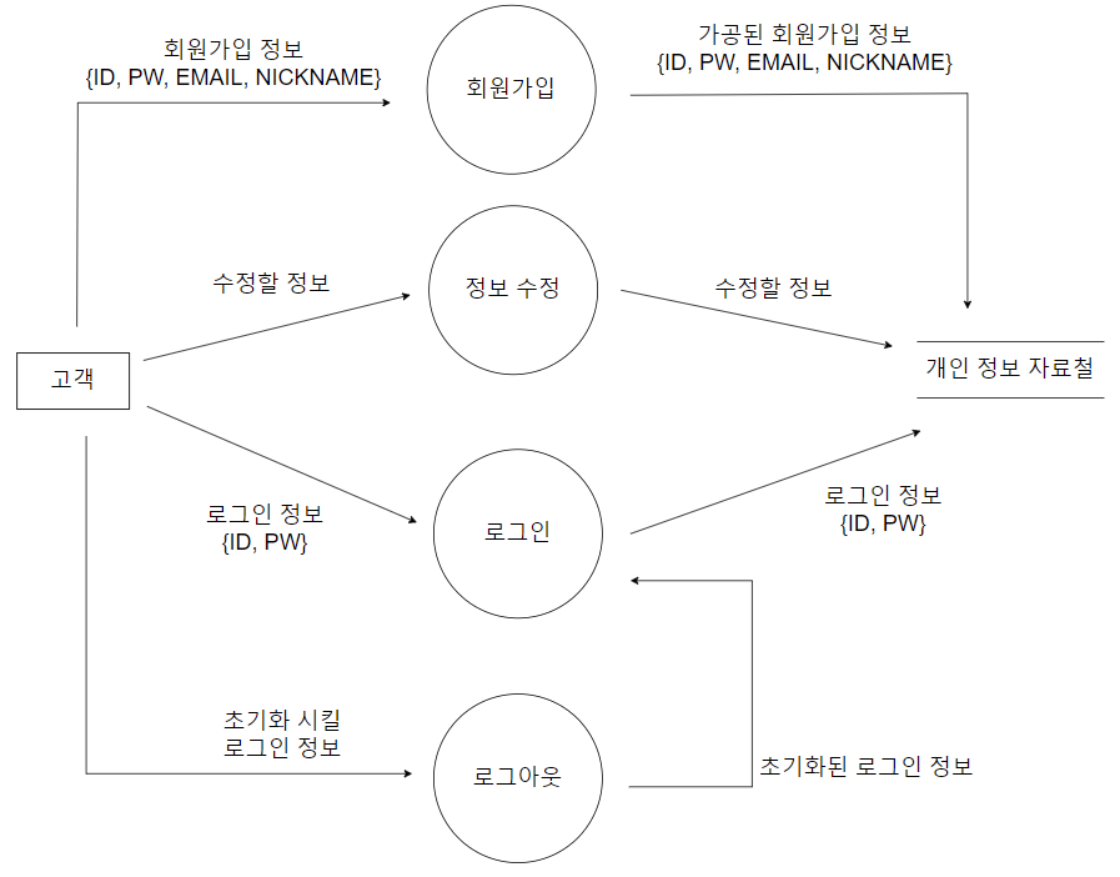 회원가입 정보
{ID, PW, EMAIL, NICKNAME}
회원가입
가공된 회원가입 정보
{ID, PW, EMAIL, NICKNAME}
수정할 정보
정보 수정
수정할 정보
고객
개인 정보 자료철
로그인 정보
{ID, PW}
로그인
로그인 정보
{ID, PW}
초기화 시킬
로그인 정보
로그아웃
초기화된 로그인 정보